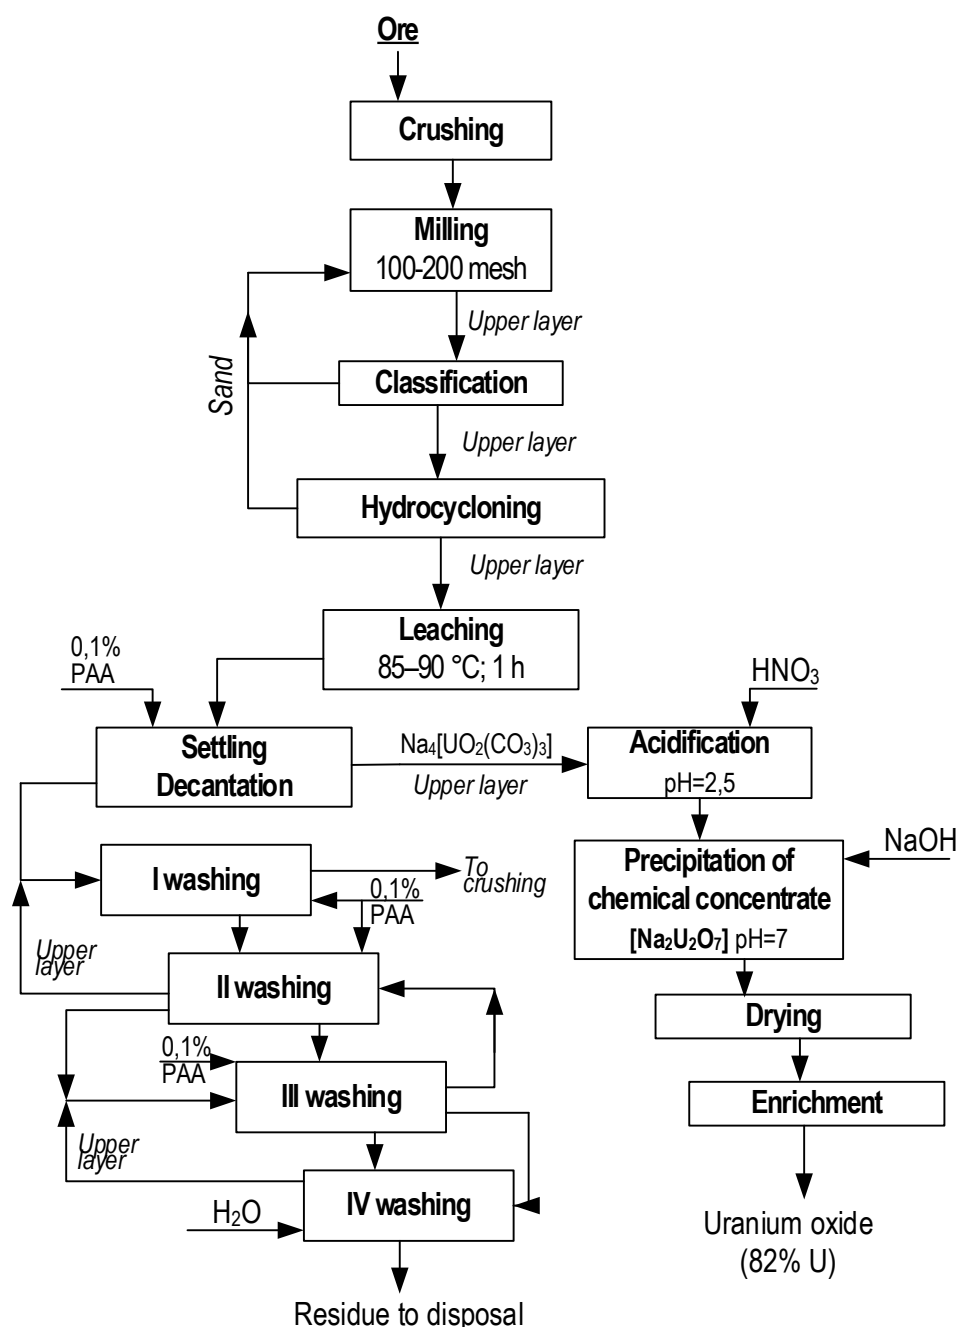 Ore
Crushing
Milling
100-200 mesh
Upper layer
Sand
Classification
Upper layer
Hydrocycloning
Upper layer
Leaching
85–90 °C; 1 h
0,1%
PAA
HNO₃
Settling
Decantation
Na₄[UO₂(CO₃)₃]
Upper layer
Acidification
pH=2,5
NaOH
Precipitation of
chemical concentrate
[Na₂U₂O₇] pH=7
I washing
To
crushing
0,1%
PAA
Upper
layer
II washing
Drying
0,1%
PAA
III washing
Enrichment
Upper
layer
IV washing
H₂O
Uranium oxide
(82% U)
Residue to disposal